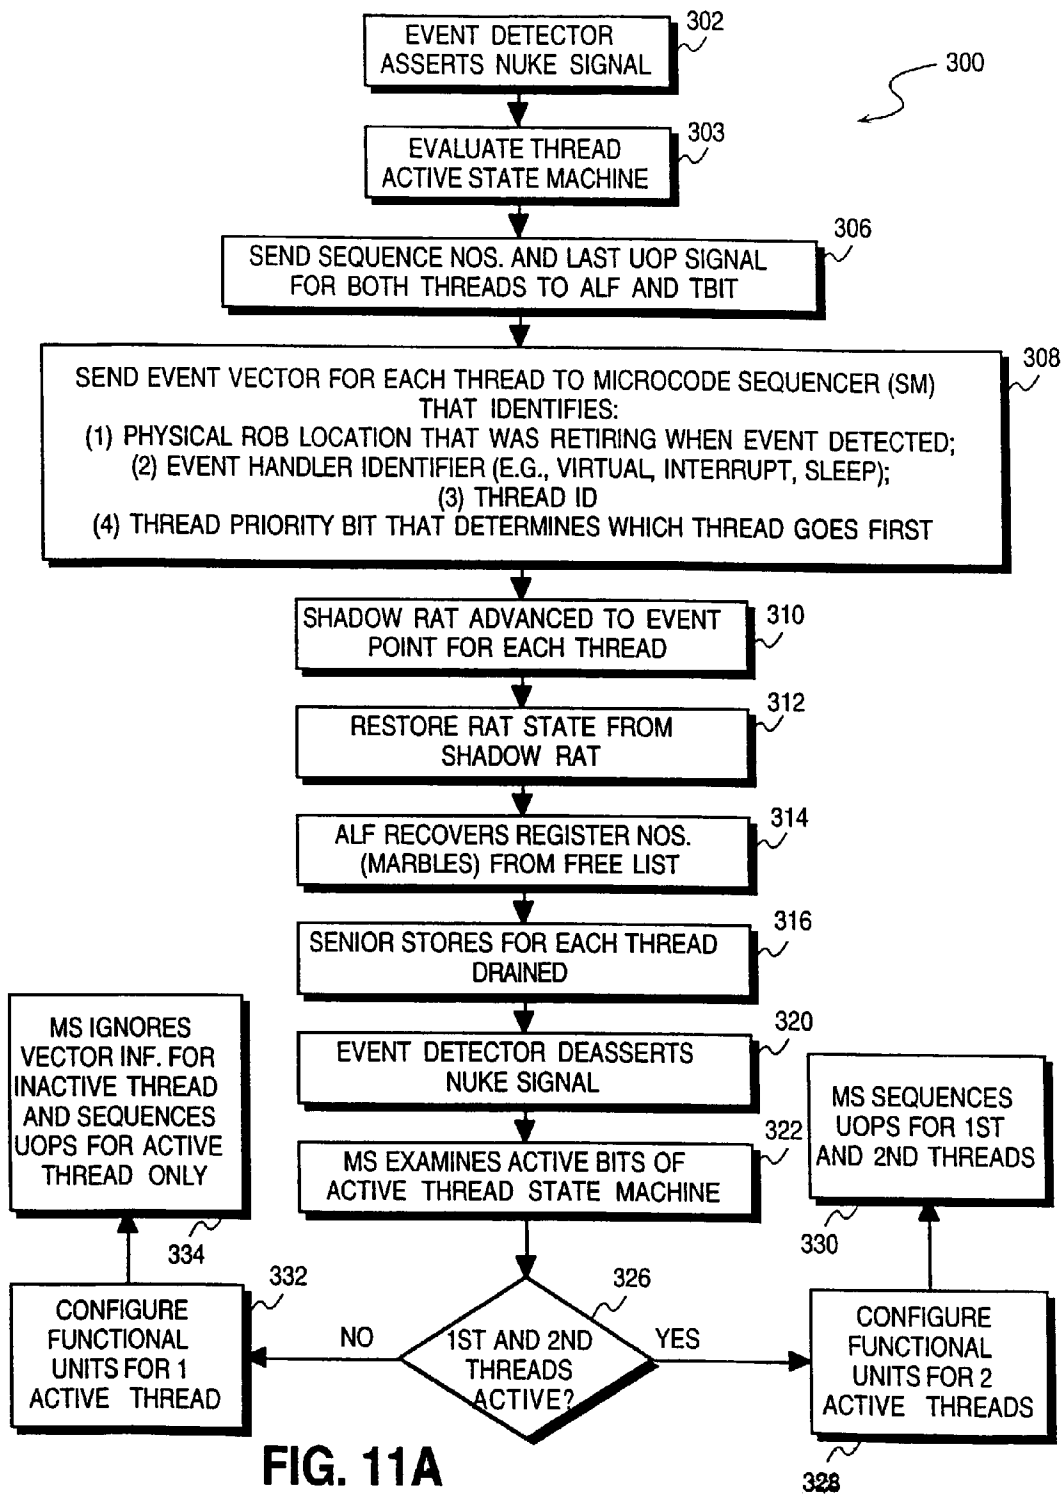 EVENT DETECTOR
ASSERTS NUKE SIGNAL
302
300
EVALUATE THREAD
ACTIVE STATE MACHINE
303
SEND SEQUENCE NOS. AND LAST UOP SIGNAL
FOR BOTH THREADS TO ALF AND TBIT
306
SEND EVENT VECTOR FOR EACH THREAD TO MICROCODE SEQUENCER (SM)
THAT IDENTIFIES:
(1) PHYSICAL ROB LOCATION THAT WAS RETIRING WHEN EVENT DETECTED;
(2) EVENT HANDLER IDENTIFIER (E.G., VIRTUAL, INTERRUPT, SLEEP);
(3) THREAD ID
(4) THREAD PRIORITY BIT THAT DETERMINES WHICH THREAD GOES FIRST
308
SHADOW RAT ADVANCED TO EVENT
POINT FOR EACH THREAD
310
RESTORE RAT STATE FROM
SHADOW RAT
312
ALF RECOVERS REGISTER NOS.
(MARBLES) FROM FREE LIST
314
SENIOR STORES FOR EACH THREAD
DRAINED
316
EVENT DETECTOR DEASSERTS
NUKE SIGNAL
320
MS EXAMINES ACTIVE BITS OF
ACTIVE THREAD STATE MACHINE
322
MS IGNORES
VECTOR INF. FOR
INACTIVE THREAD
AND SEQUENCES
UOPS FOR ACTIVE
THREAD ONLY
334
MS SEQUENCES
UOPS FOR 1ST
AND 2ND THREADS
330
CONFIGURE
FUNCTIONAL
UNITS FOR 1
ACTIVE THREAD
332
NO
1ST AND 2ND
THREADS
ACTIVE?
326
YES
CONFIGURE
FUNCTIONAL
UNITS FOR 2
ACTIVE THREADS
328
FIG. 11A